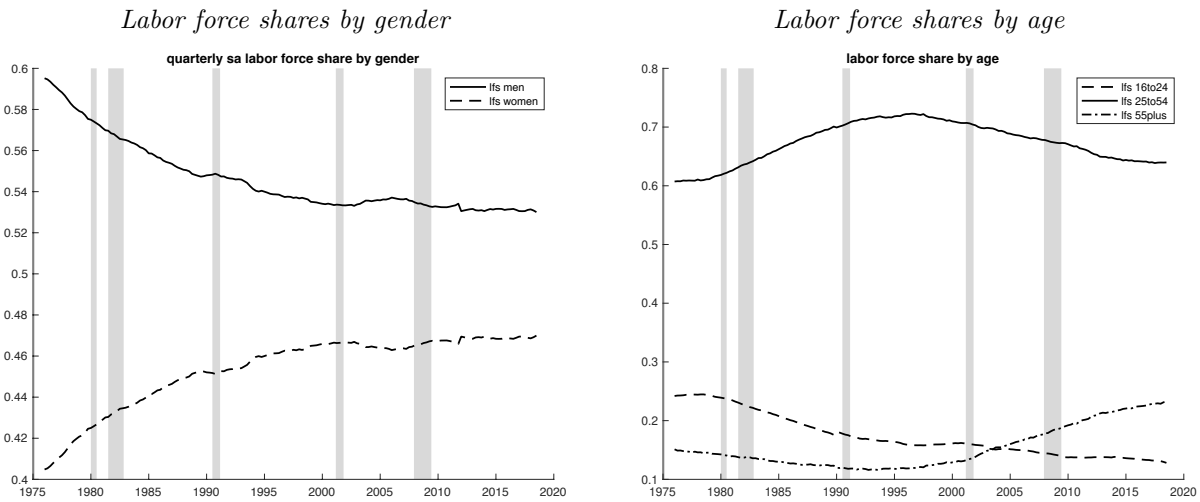 Labor force shares by gender
quarterly sa labor force share by gender
0.6
0.58
0.56
0.54
0.52
0.5
0.48
0.46
0.44
0.42
0.4
1975 1980 1985 1990 1995 2000 2005 2010 2015 2020
lfs men
lfs women
Labor force shares by age
labor force share by age
0.8
0.7
0.6
0.5
0.4
0.3
0.2
0.1
1975 1980 1985 1990 1995 2000 2005 2010 2015 2020
lfs 16to24
lfs 25to54
lfs 55plus